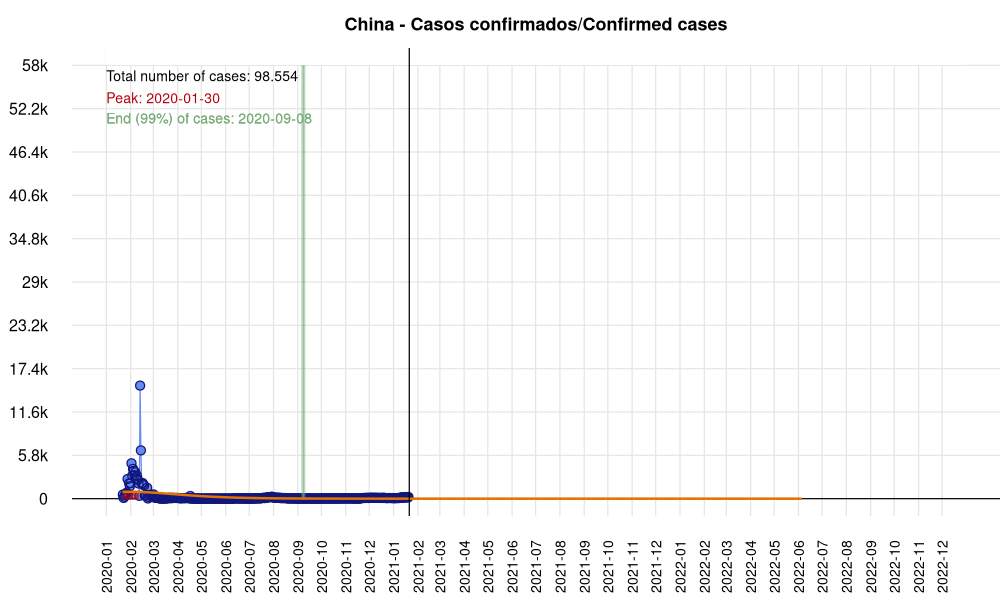 China - Casos confirmados/Confirmed cases
58k
Total number of cases: 98.554
Peak: 2020-01-30
52.2k
End (99%) of cases: 2020-09-08
46.4k
40.6k
34.8k
29k
23.2k
17.4k
11.6k
5.8k
0
2020-01
2020-02
2020-03
2020-04
2020-05
2020-06
2020-07
2020-08
2020-09
2020-10
2020-11
2020-12
2021-01
2021-02
2021-03
2021-04
2021-05
2021-06
2021-07
2021-08
2021-09
2021-10
2021-11
2021-12
2022-01
2022-02
2022-03
2022-04
2022-05
2022-06
2022-07
2022-08
2022-09
2022-10
2022-11
2022-12